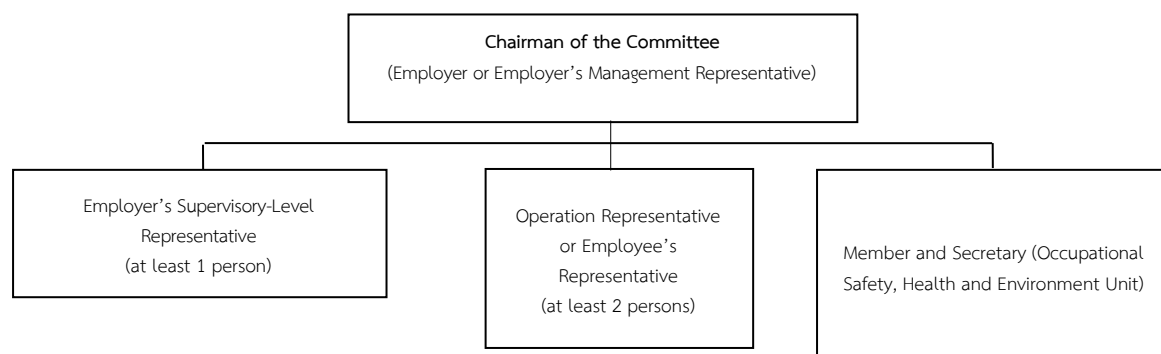 Chairman of the Committee
(Employer or Employer’s Management Representative)
Employer’s Supervisory-Level
Representative
(at least 1 person)
Operation Representative
or Employee’s
Representative
(at least 2 persons)
Member and Secretary (Occupational
Safety, Health and Environment Unit)